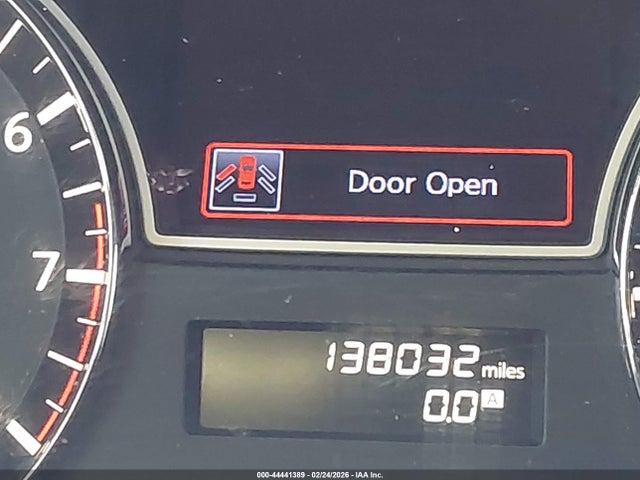 6
Door Open
7
138032 miles
0.0 A
000-44441389 - 02/24/2026 - IAA Inc.